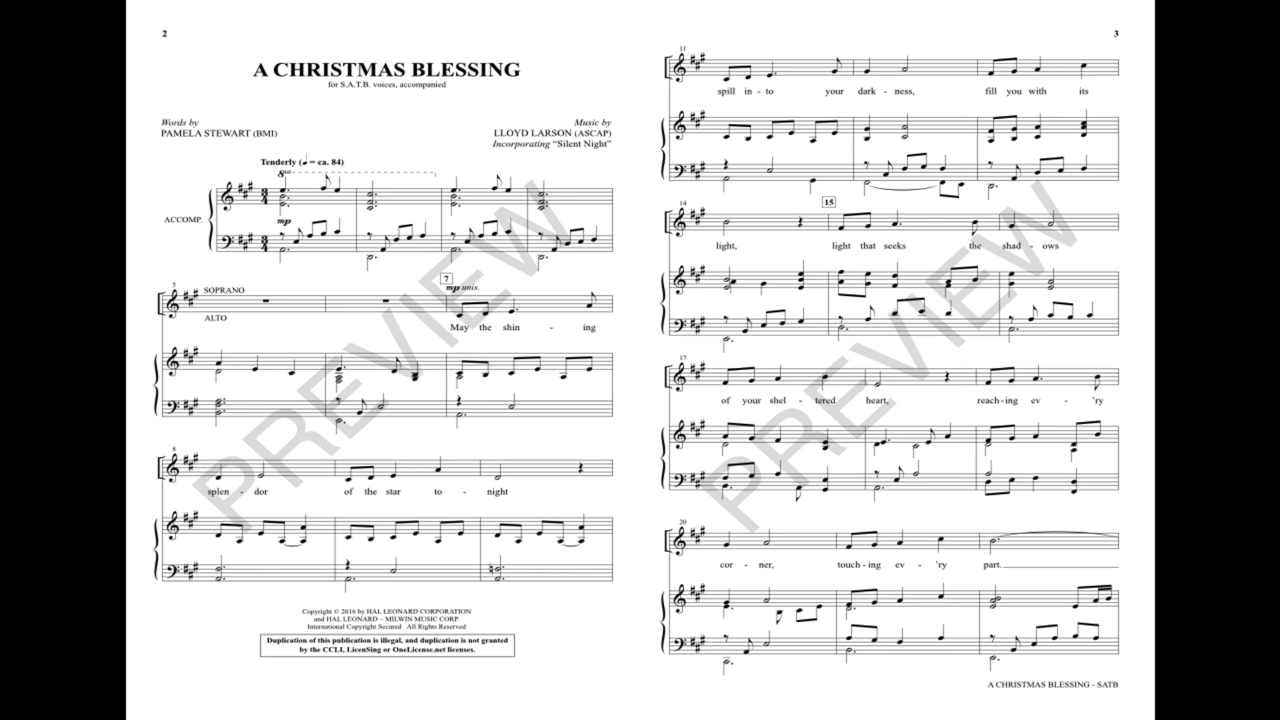 2
A CHRISTMAS BLESSING
for S.A.T.B. voices, accompanied
Words by
PAMELA STEWART (BMI)
Music by
LLOYD LARSON (ASCAP)
Incorporating “Silent Night”
Tenderly (♩ = ca. 84)
8va
ACCOMP.
mp
5
SOPRANO
ALTO
7
mp unis.
May the shin - ing
8
splen - dor of the star to - night
Copyright © 2016 by HAL LEONARD CORPORATION
and HAL LEONARD – MILWIN MUSIC CORP.
International Copyright Secured All Rights Reserved
Duplication of this publication is illegal, and duplication is not granted
by the CCLI, LicenSing or OneLicense.net licenses.
PREVIEW
3
11
spill in - to your dark - ness, fill you with its
14
15
light, light that seeks the shad - ows
17
of your shel - tered heart, reach - ing ev - 'ry
20
cor - ner, touch - ing ev - 'ry part.
A CHRISTMAS BLESSING - SATB
PREVIEW